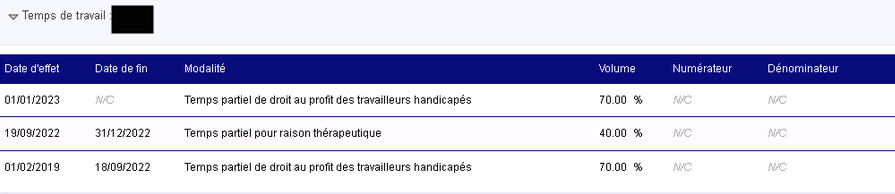 Temps de travail :
Date d'effet Date de fin Modalité Volume Numérateur Dénominateur
01/01/2023 N/C Temps partiel de droit au profit des travailleurs handicapés 70.00 % N/C N/C
19/09/2022 31/12/2022 Temps partiel pour raison thérapeutique 40.00 % N/C N/C
01/02/2019 18/09/2022 Temps partiel de droit au profit des travailleurs handicapés 70.00 % N/C N/C